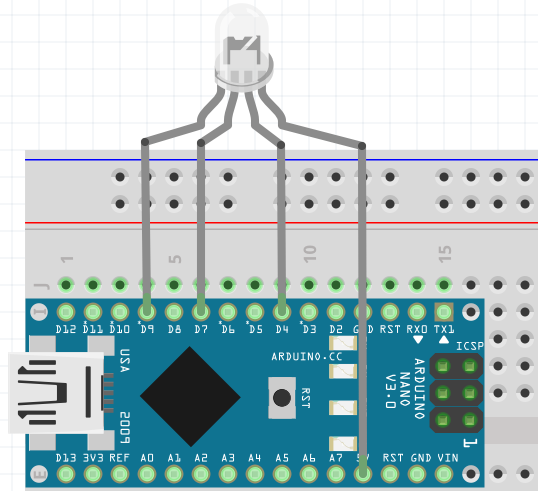 1 5 10 15
J
D12 D11 D10 D9 D8 D7 D6 D5 D4 D3 D2 GND RST RX0 TX1
I
ICSP
ARDUINO.CC
USA
2009
RST
ARDUINO
NANO
V3.0
1
D13 3V3 REF A0 A1 A2 A3 A4 A5 A6 A7 5V RST GND VIN
E